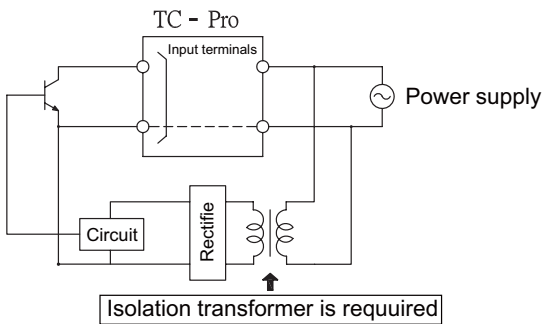 TC - Pro
Input terminals
Power supply
Circuit
Rectifie
Isolation transformer is requuired